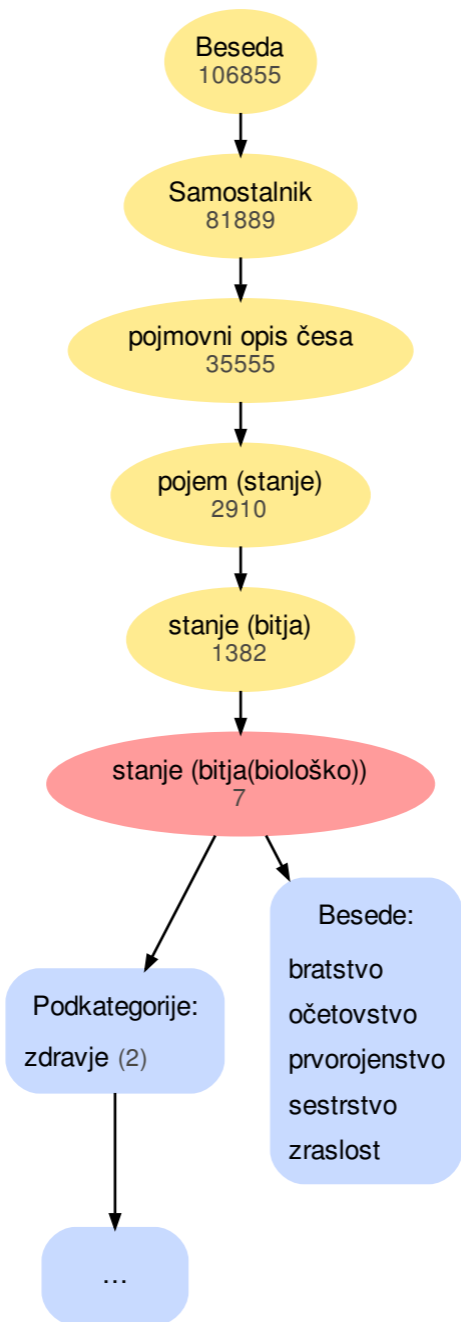 Beseda
106855
Samostalnik
81889
pojmovni opis česa
35555
pojem (stanje)
2910
stanje (bitja)
1382
stanje (bitja(biološko))
7
Podkategorije:
zdravje (2)
...
Besede:
bratstvo
očetovstvo
prvorojenstvo
sestrstvo
zraslost